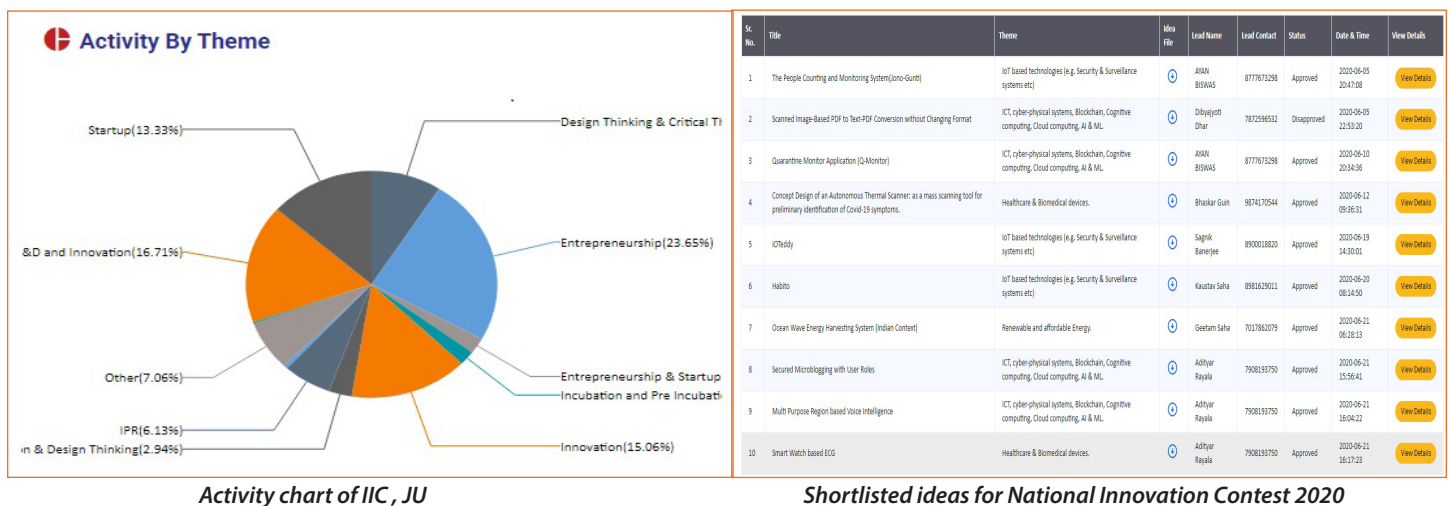 Activity By Theme
Startup(13.33%)
Design Thinking & Critical Th
Entrepreneurship(23.65%)
&D and Innovation(16.71%)
Other(7.06%)
Entrepreneurship & Startup
Incubation and Pre Incubati
IPR(6.13%)
n & Design Thinking(2.94%)
Innovation(15.06%)
Activity chart of IIC , JU
Sr. No. Title Theme Idea File Lead Name Lead Contact Status Date & Time View Details
1 The People Counting and Monitoring System(Jono-Gunti) IoT based technologies (e.g. Security & Surveillance systems etc) AYAN BISWAS 8777673298 Approved 2020-06-05 20:47:08 View Details
2 Scanned Image-Based PDF to Text-PDF Conversion without Changing Format ICT, cyber-physical systems, Blockchain, Cognitive computing, Cloud computing, AI & ML. Dibyajyoti Dhar 7872596532 Disapproved 2020-06-05 22:53:20 View Details
3 Quarantine Monitor Application (Q-Monitor) ICT, cyber-physical systems, Blockchain, Cognitive computing, Cloud computing, AI & ML. AYAN BISWAS 8777673298 Approved 2020-06-10 20:34:36 View Details
4 Concept Design of an Autonomous Thermal Scanner: as a mass scanning tool for preliminary identification of Covid-19 symptoms. Healthcare & Biomedical devices. Bhaskar Guin 9874170544 Approved 2020-06-12 09:36:31 View Details
5 iOTeddy IoT based technologies (e.g. Security & Surveillance systems etc) Sagnik Banerjee 8900018820 Approved 2020-06-19 14:30:01 View Details
6 Habito IoT based technologies (e.g. Security & Surveillance systems etc) Kaustav Saha 8981629011 Approved 2020-06-20 08:14:50 View Details
7 Ocean Wave Energy Harvesting System (Indian Context) Renewable and affordable Energy. Geetam Saha 7017862079 Approved 2020-06-21 06:28:13 View Details
8 Secured Microblogging with User Roles ICT, cyber-physical systems, Blockchain, Cognitive computing, Cloud computing, AI & ML. Adityar Rayala 7908193750 Approved 2020-06-21 15:56:41 View Details
9 Multi Purpose Region based Voice Intelligence ICT, cyber-physical systems, Blockchain, Cognitive computing, Cloud computing, AI & ML. Adityar Rayala 7908193750 Approved 2020-06-21 16:04:22 View Details
10 Smart Watch based ECG Healthcare & Biomedical devices. Adityar Rayala 7908193750 Approved 2020-06-21 16:17:23 View Details
Shortlisted ideas for National Innovation Contest 2020